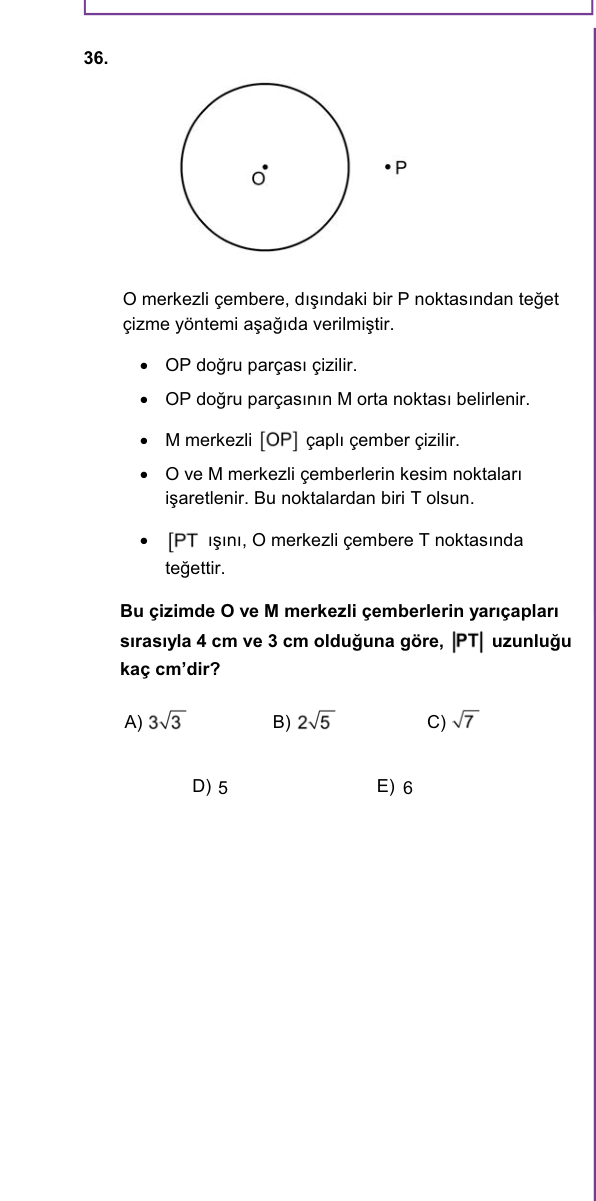 36.
O
P
O merkezli çembere, dışındaki bir P noktasından teğet
çizme yöntemi aşağıda verilmiştir.
• OP doğru parçası çizilir.
• OP doğru parçasının M orta noktası belirlenir.
• M merkezli [OP] çaplı çember çizilir.
• O ve M merkezli çemberlerin kesim noktaları
işaretlenir. Bu noktalardan biri T olsun.
• [PT ışını, O merkezli çembere T noktasında
teğettir.
Bu çizimde O ve M merkezli çemberlerin yarıçapları
sırasıyla 4 cm ve 3 cm olduğuna göre, |PT| uzunluğu
kaç cm’dir?
A) 3√3 B) 2√5 C) √7
D) 5 E) 6